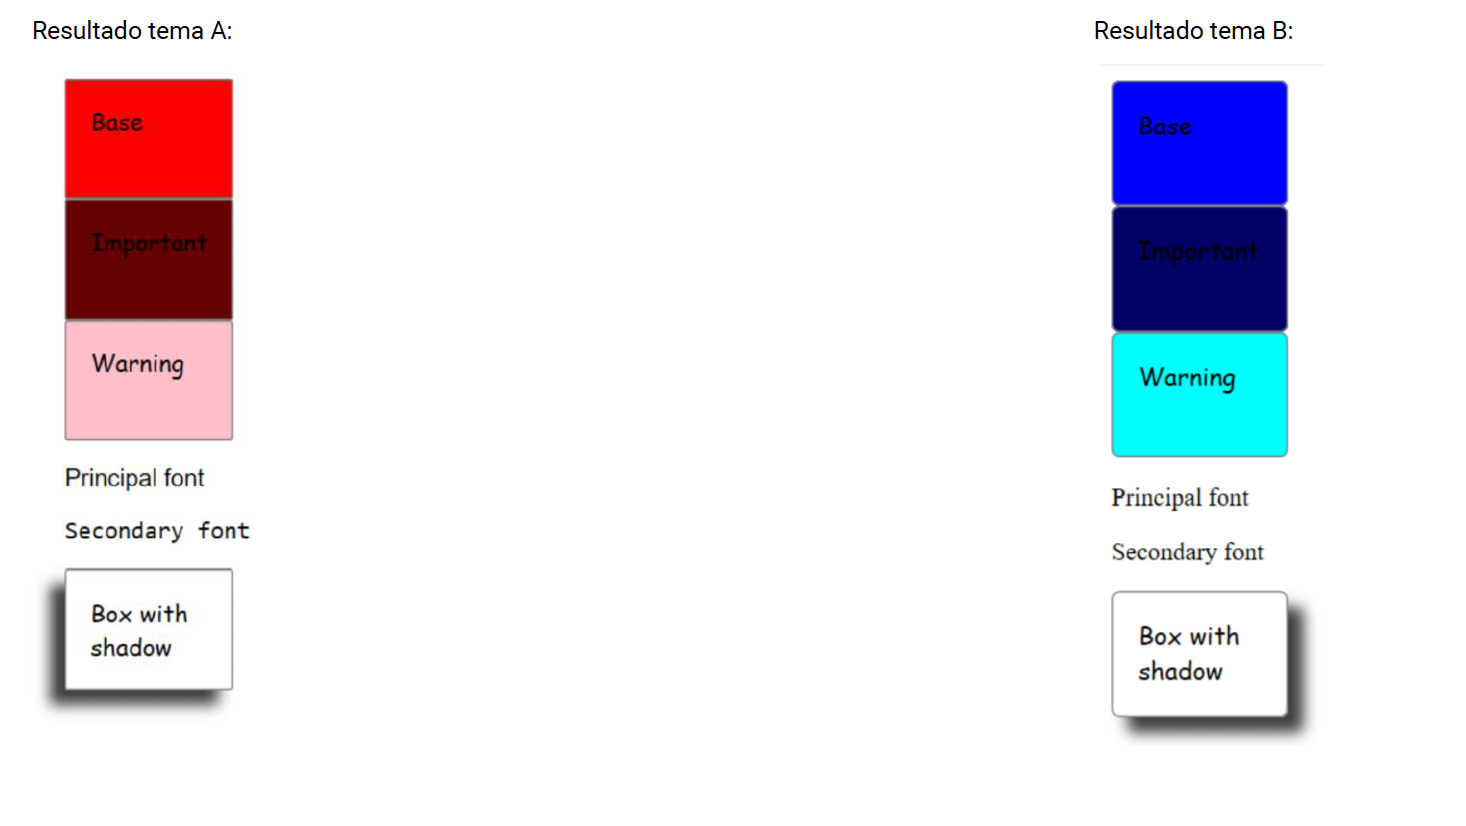 Resultado tema A:
Base
Important
Warning
Principal font
Secondary font
Box with
shadow
Resultado tema B:
Base
Important
Warning
Principal font
Secondary font
Box with
shadow